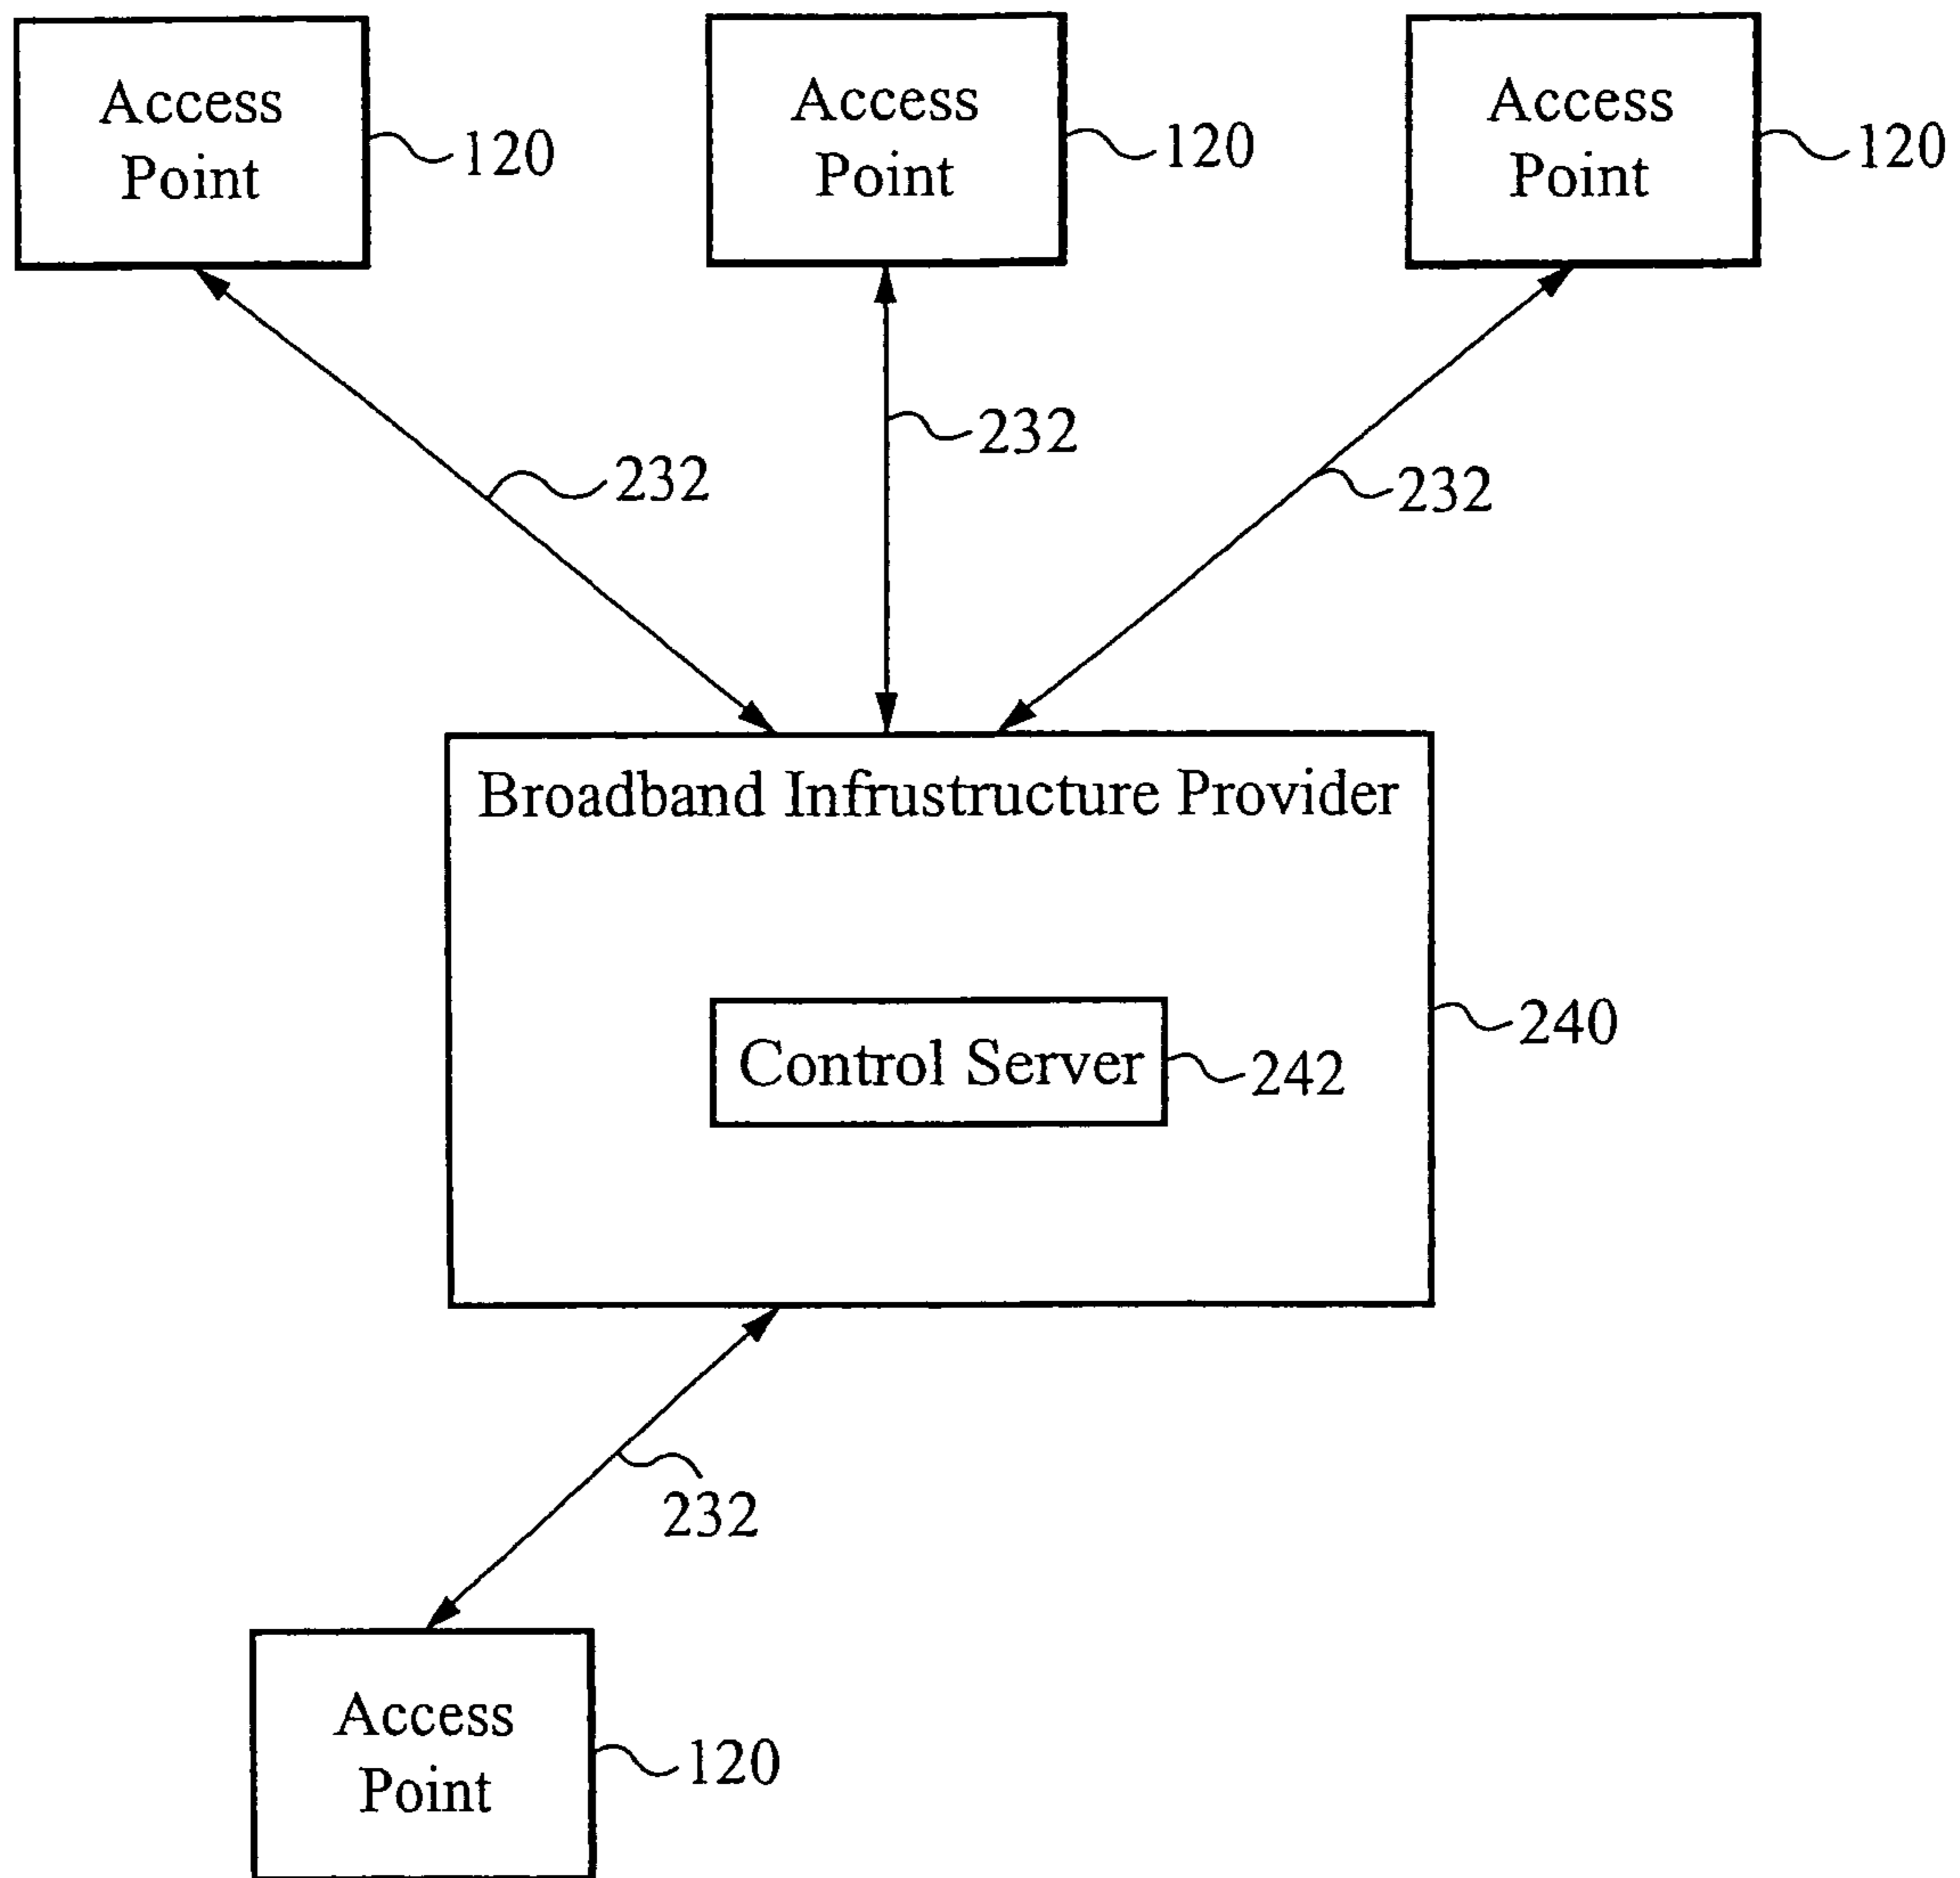 Access
Point
120
Access
Point
120
Access
Point
120
232
232
232
Broadband Infrustructure Provider
Control Server
240
242
232
Access
Point
120